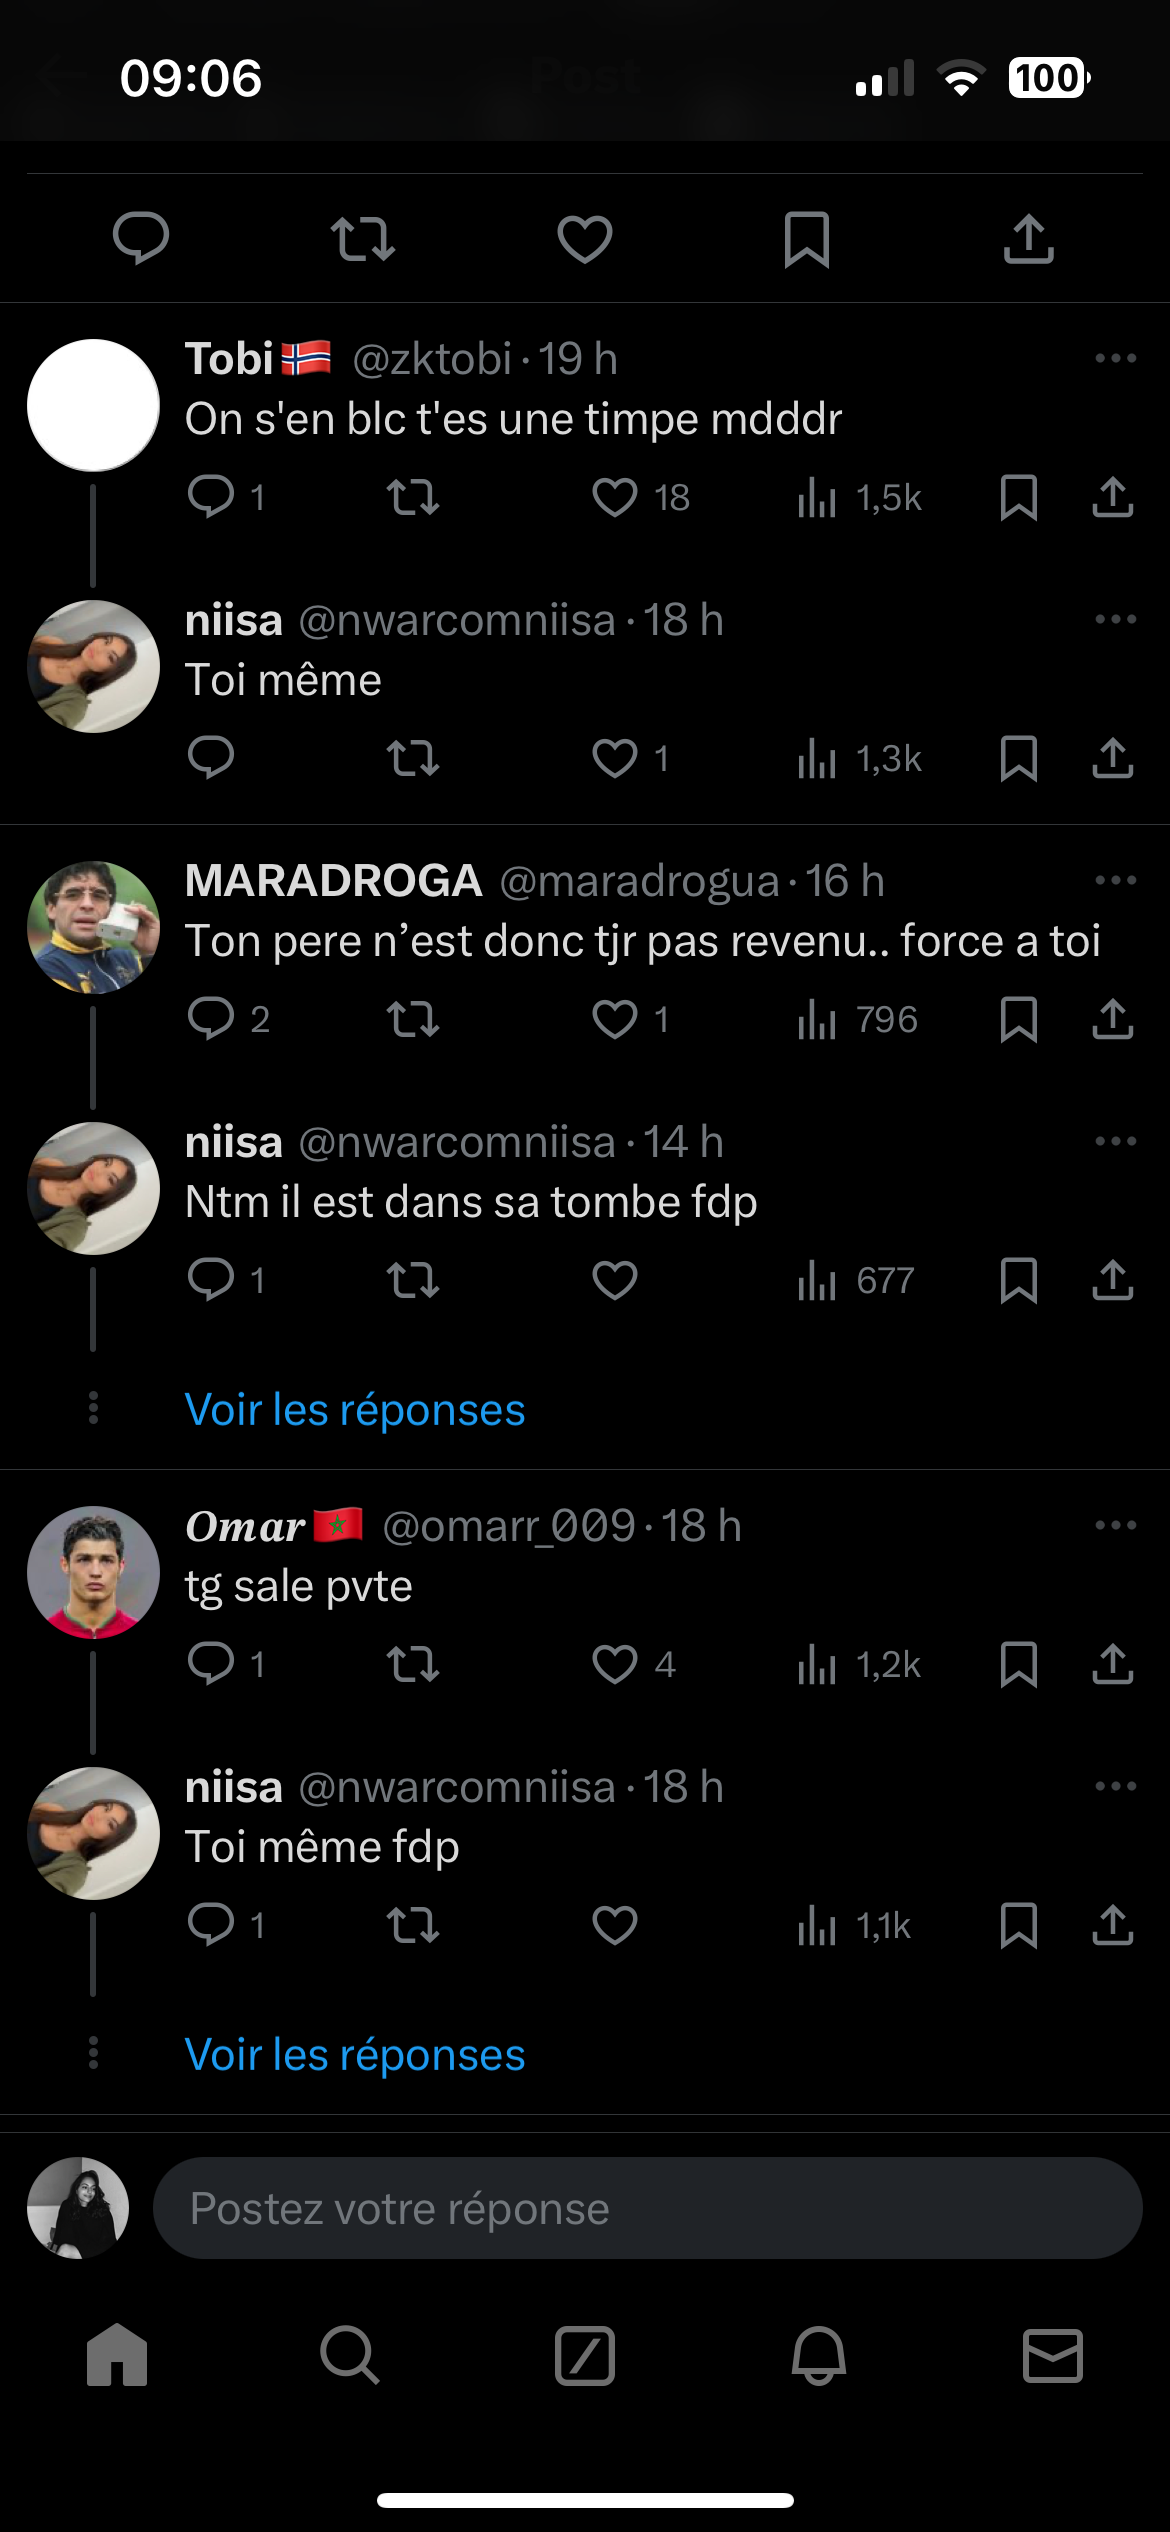 09:06
100
Post
Tobi🇳🇴 @zktobi · 19 h
On s'en blc t'es une timpe mdddr
1 18 1,5k
niisa @nwarcomniisa · 18 h
Toi même
1 1,3k
MARADROGA @maradrogua · 16 h
Ton pere n’est donc tjr pas revenu.. force a toi
2 1 796
niisa @nwarcomniisa · 14 h
Ntm il est dans sa tombe fdp
1 677
Voir les réponses
Omar🇲🇦 @omarr_009 · 18 h
tg sale pvte
1 4 1,2k
niisa @nwarcomniisa · 18 h
Toi même fdp
1 1,1k
Voir les réponses
Postez votre réponse